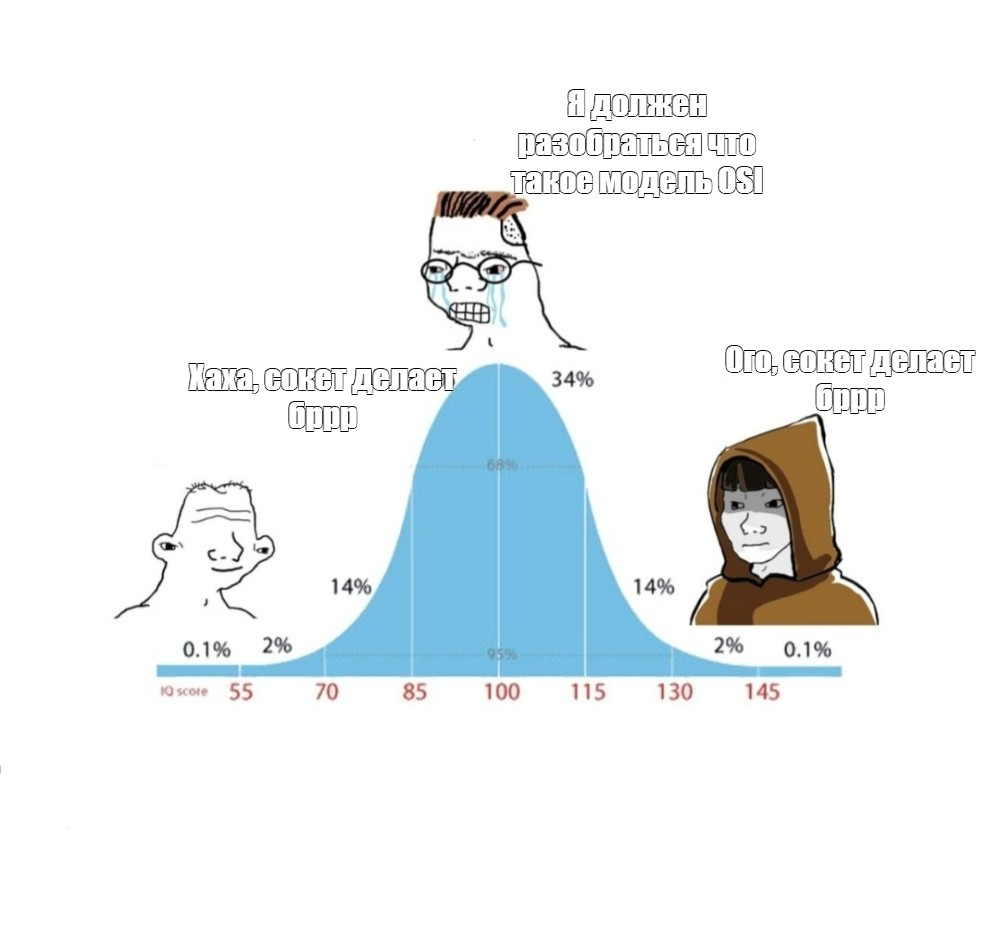 Я должен
разобраться что
такое модель OSI
Хаха, сокет делает
бррр
Ого, сокет делает
бррр
34%
68%
14%
14%
95%
0.1%
2%
2%
0.1%
IQ score 55 70 85 100 115 130 145